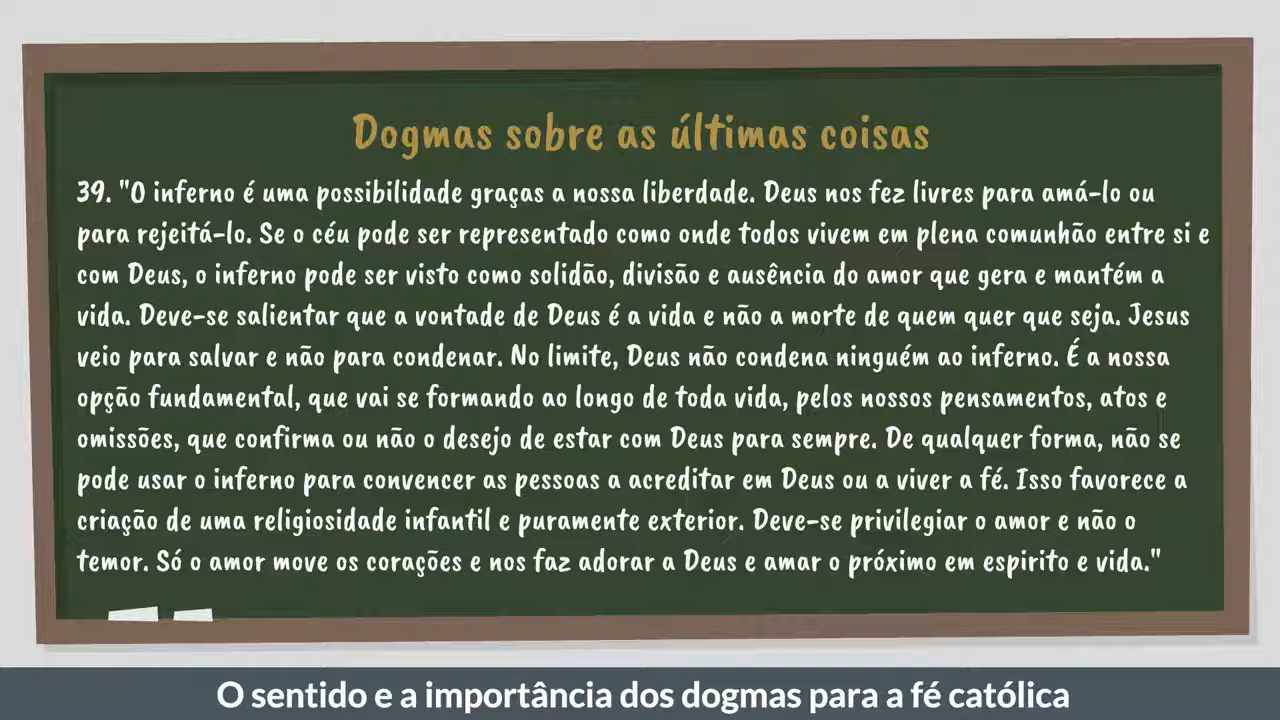 Dogmas sobre as últimas coisas
39. "O inferno é uma possibilidade graças a nossa liberdade. Deus nos fez livres para amá-lo ou
para rejeitá-lo. Se o céu pode ser representado como onde todos vivem em plena comunhão entre si e
com Deus, o inferno pode ser visto como solidão, divisão e ausência do amor que gera e mantém a
vida. Deve-se salientar que a vontade de Deus é a vida e não a morte de quem quer que seja. Jesus
veio para salvar e não para condenar. No limite, Deus não condena ninguém ao inferno. É a nossa
opção fundamental, que vai se formando ao longo de toda vida, pelos nossos pensamentos, atos e
omissões, que confirma ou não o desejo de estar com Deus para sempre. De qualquer forma, não se
pode usar o inferno para convencer as pessoas a acreditar em Deus ou a viver a fé. Isso favorece a
criação de uma religiosidade infantil e puramente exterior. Deve-se privilegiar o amor e não o
temor. Só o amor move os corações e nos faz adorar a Deus e amar o próximo em espirito e vida."
O sentido e a importância dos dogmas para a fé católica